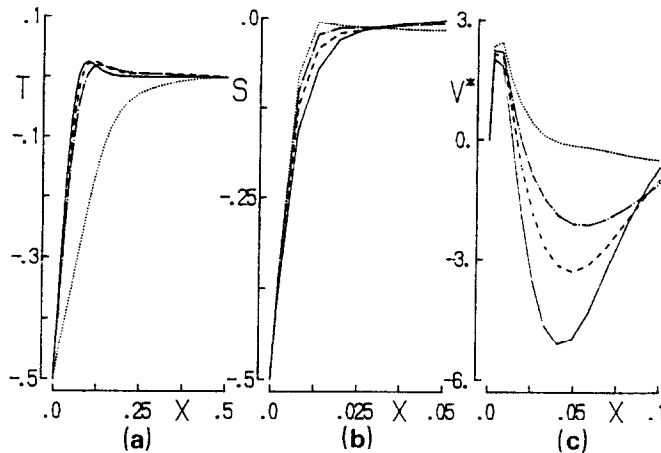 .1
T
-.1
-.3
-.5
.0 .25 X .5
(a)
.0
S
-.25
-.5
.0 .025 X .05
(b)
3.
V*
0.
-3.
-6.
.0 .05 X .1
(c)